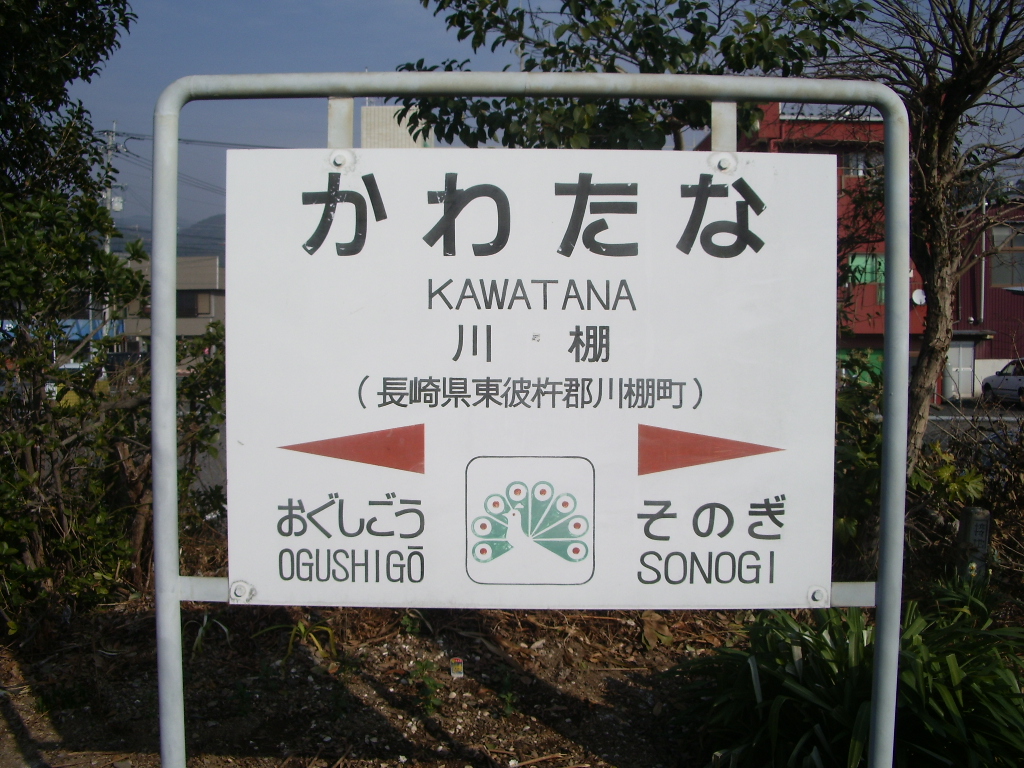 かわたな
KAWATANA
川棚
(長崎県東彼杵郡川棚町)
おぐしごう そのぎ
OGUSHIGŌ SONOGI